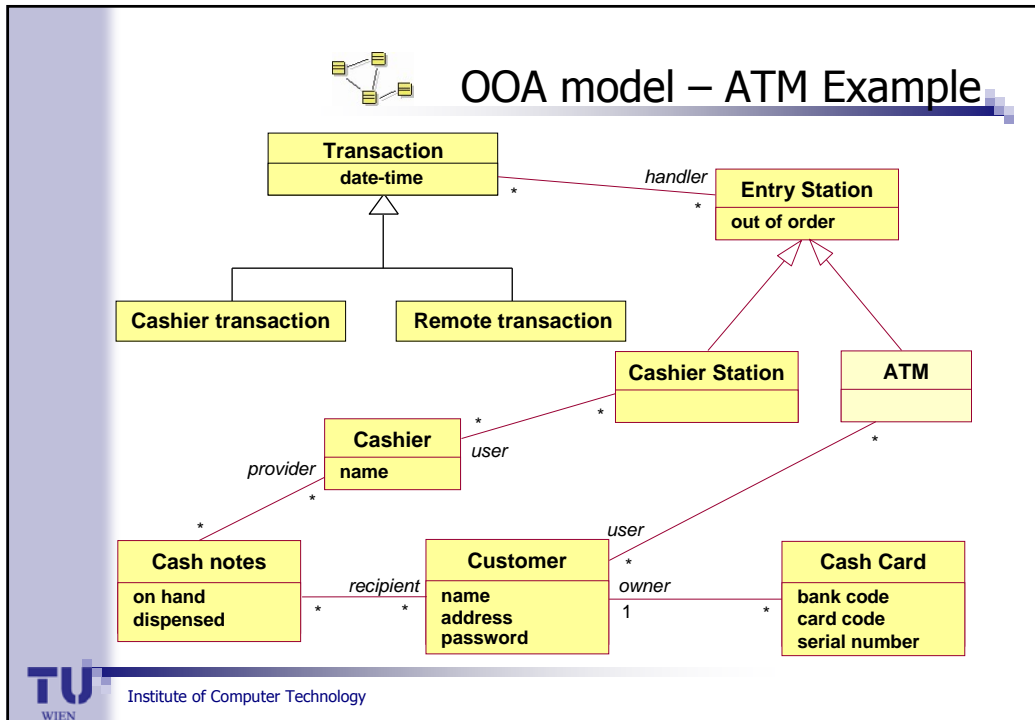 OOA model – ATM Example
Transaction
date-time
*
handler
*
Entry Station
out of order
Cashier transaction
Remote transaction
Cashier Station
ATM
*
*
*
user
Cashier
name
provider
*
*
Cash notes
on hand
dispensed
*
recipient
*
Customer
name
address
password
user
*
owner
1
*
Cash Card
bank code
card code
serial number
TU
WIEN
Institute of Computer Technology